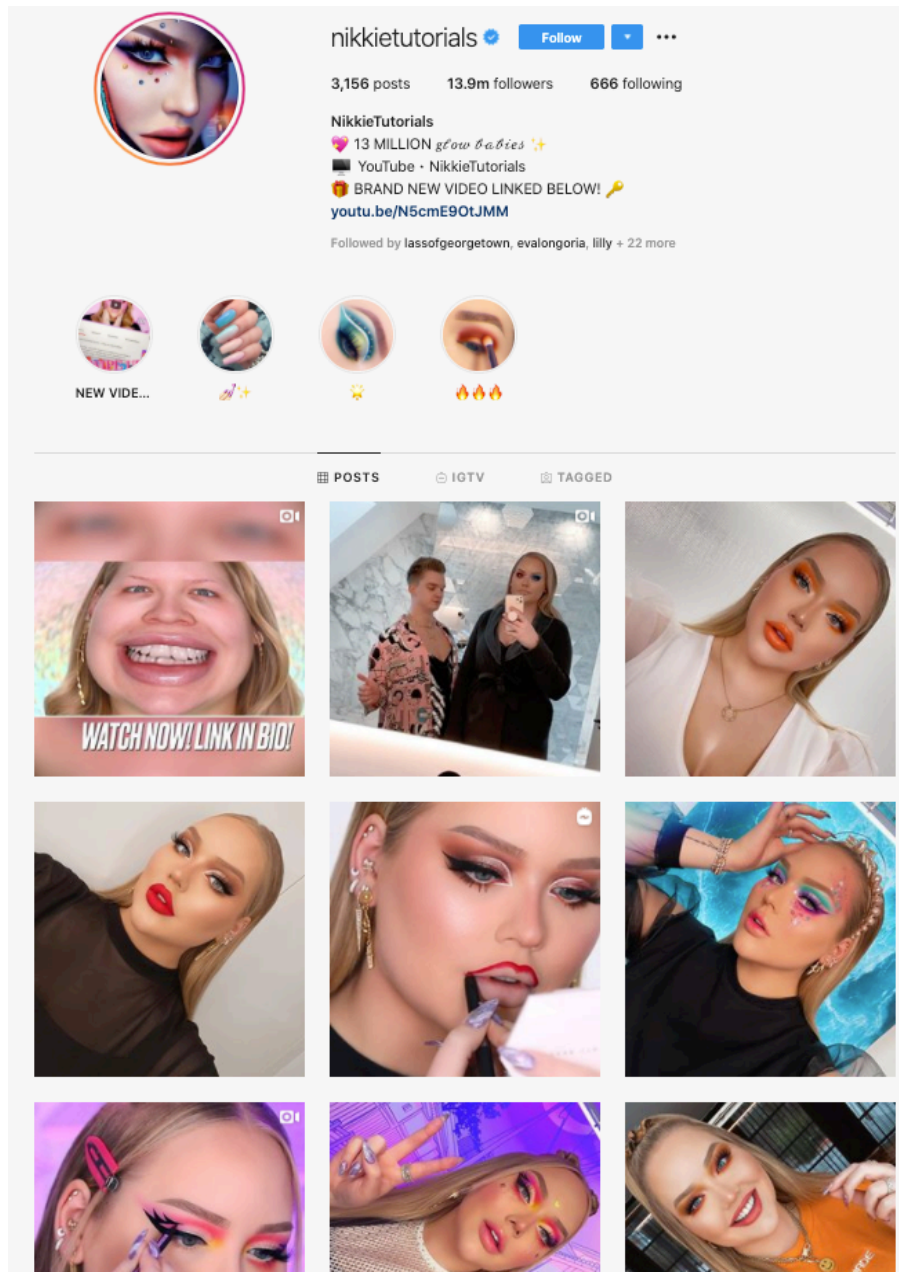 nikkietutorials
Follow
3,156 posts 13.9m followers 666 following
NikkieTutorials
💖 13 MILLION 𝓰𝓵𝓸𝔀 𝓫𝓪𝓫𝓲𝓮𝓼 ✨
🖥 YouTube • NikkieTutorials
🎁 BRAND NEW VIDEO LINKED BELOW! 🔑
youtu.be/N5cmE9OtJMM
Followed by lassofgeorgetown, evalongoria, lilly + 22 more
NEW VIDE...
POSTS IGTV TAGGED
WATCH NOW! LINK IN BIO!